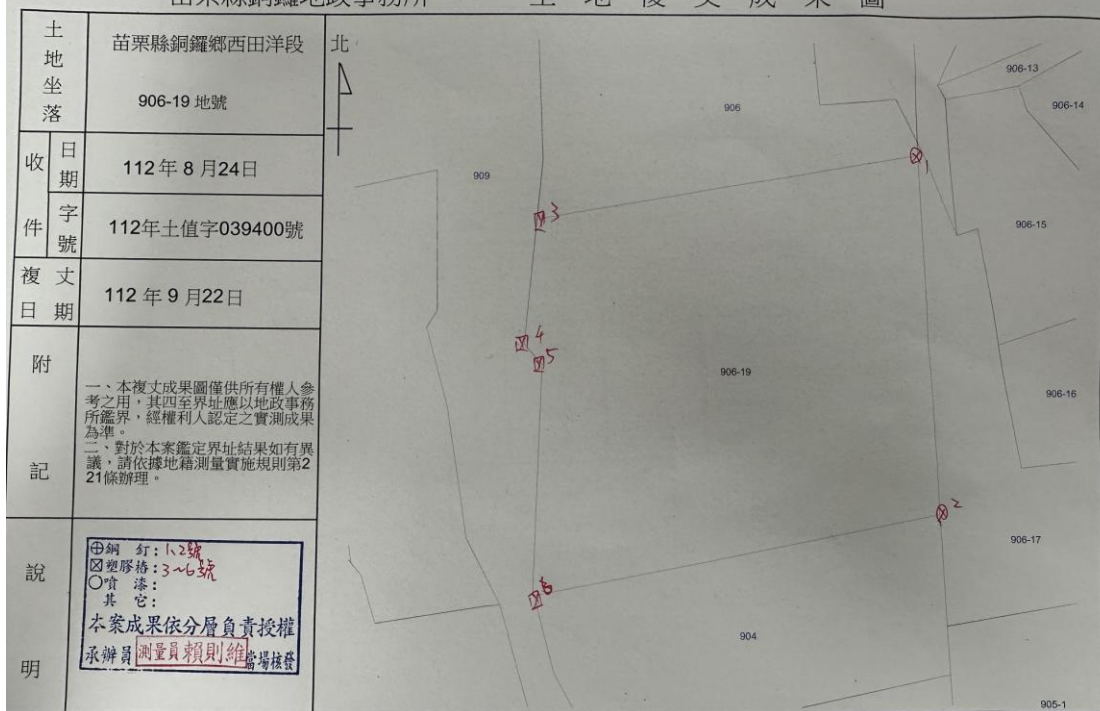 苗栗縣銅鑼地政事務所 土地複丈成果圖
土地坐落
苗栗縣銅鑼鄉西田洋段
906-19 地號
收件
日期
112年8月24日
字號
112年土值字039400號
複丈日期
112年9月22日
附記
一、本複丈成果圖僅供所有權人參
考之用，其四至界址應以地政事務
所鑑界，經權利人認定之實測成果
為準。
二、對於本案鑑定界址結果如有異
議，請依據地籍測量實施規則第2
21條辦理。
說明
⊕鋼釘：1、2號
☒塑膠樁：3~6號
○噴漆：
其它：
本案成果依分層負責授權
承辦員 測量員賴則維 當場核發
北
906
906-13
906-14
1
909
3
906-15
4
5
906-19
906-16
2
906-17
6
904
905-1